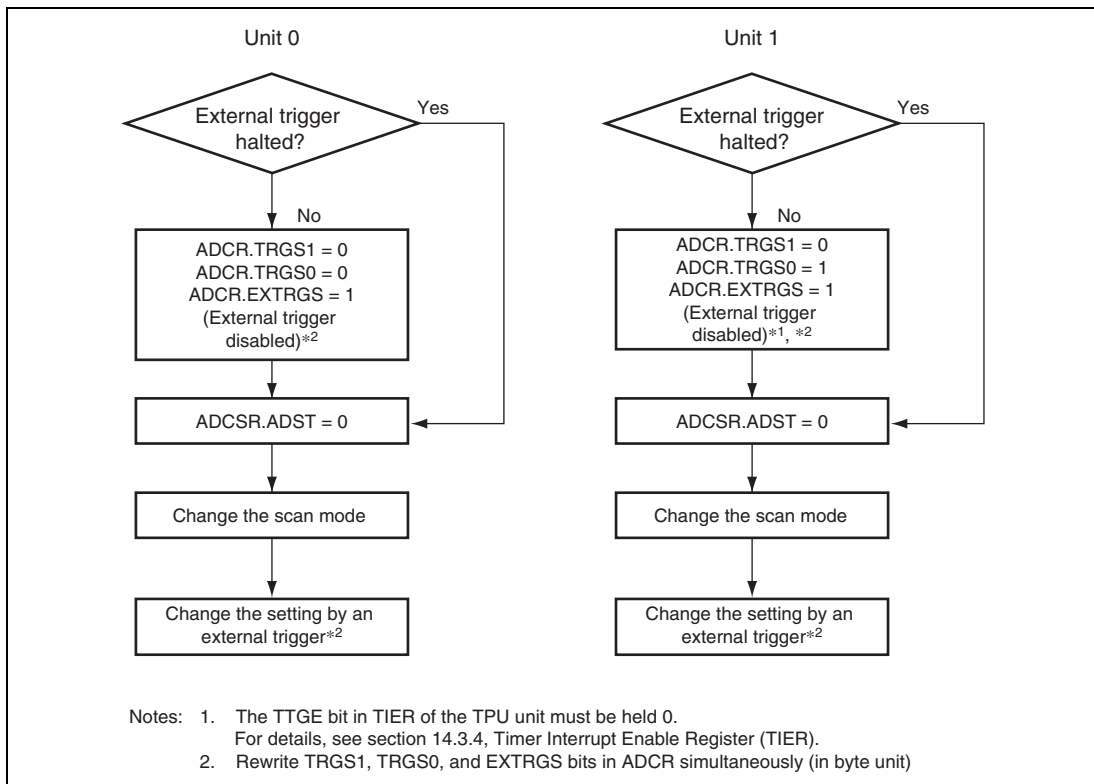 Unit 0
External trigger
halted?
Yes
No
ADCR.TRGS1 = 0
ADCR.TRGS0 = 0
ADCR.EXTRGS = 1
(External trigger
disabled)*2
ADCSR.ADST = 0
Change the scan mode
Change the setting by an
external trigger*2
Unit 1
External trigger
halted?
Yes
No
ADCR.TRGS1 = 0
ADCR.TRGS0 = 1
ADCR.EXTRGS = 1
(External trigger
disabled)*1, *2
ADCSR.ADST = 0
Change the scan mode
Change the setting by an
external trigger*2
Notes: 1. The TTGE bit in TIER of the TPU unit must be held 0.
For details, see section 14.3.4, Timer Interrupt Enable Register (TIER).
2. Rewrite TRGS1, TRGS0, and EXTRGS bits in ADCR simultaneously (in byte unit)